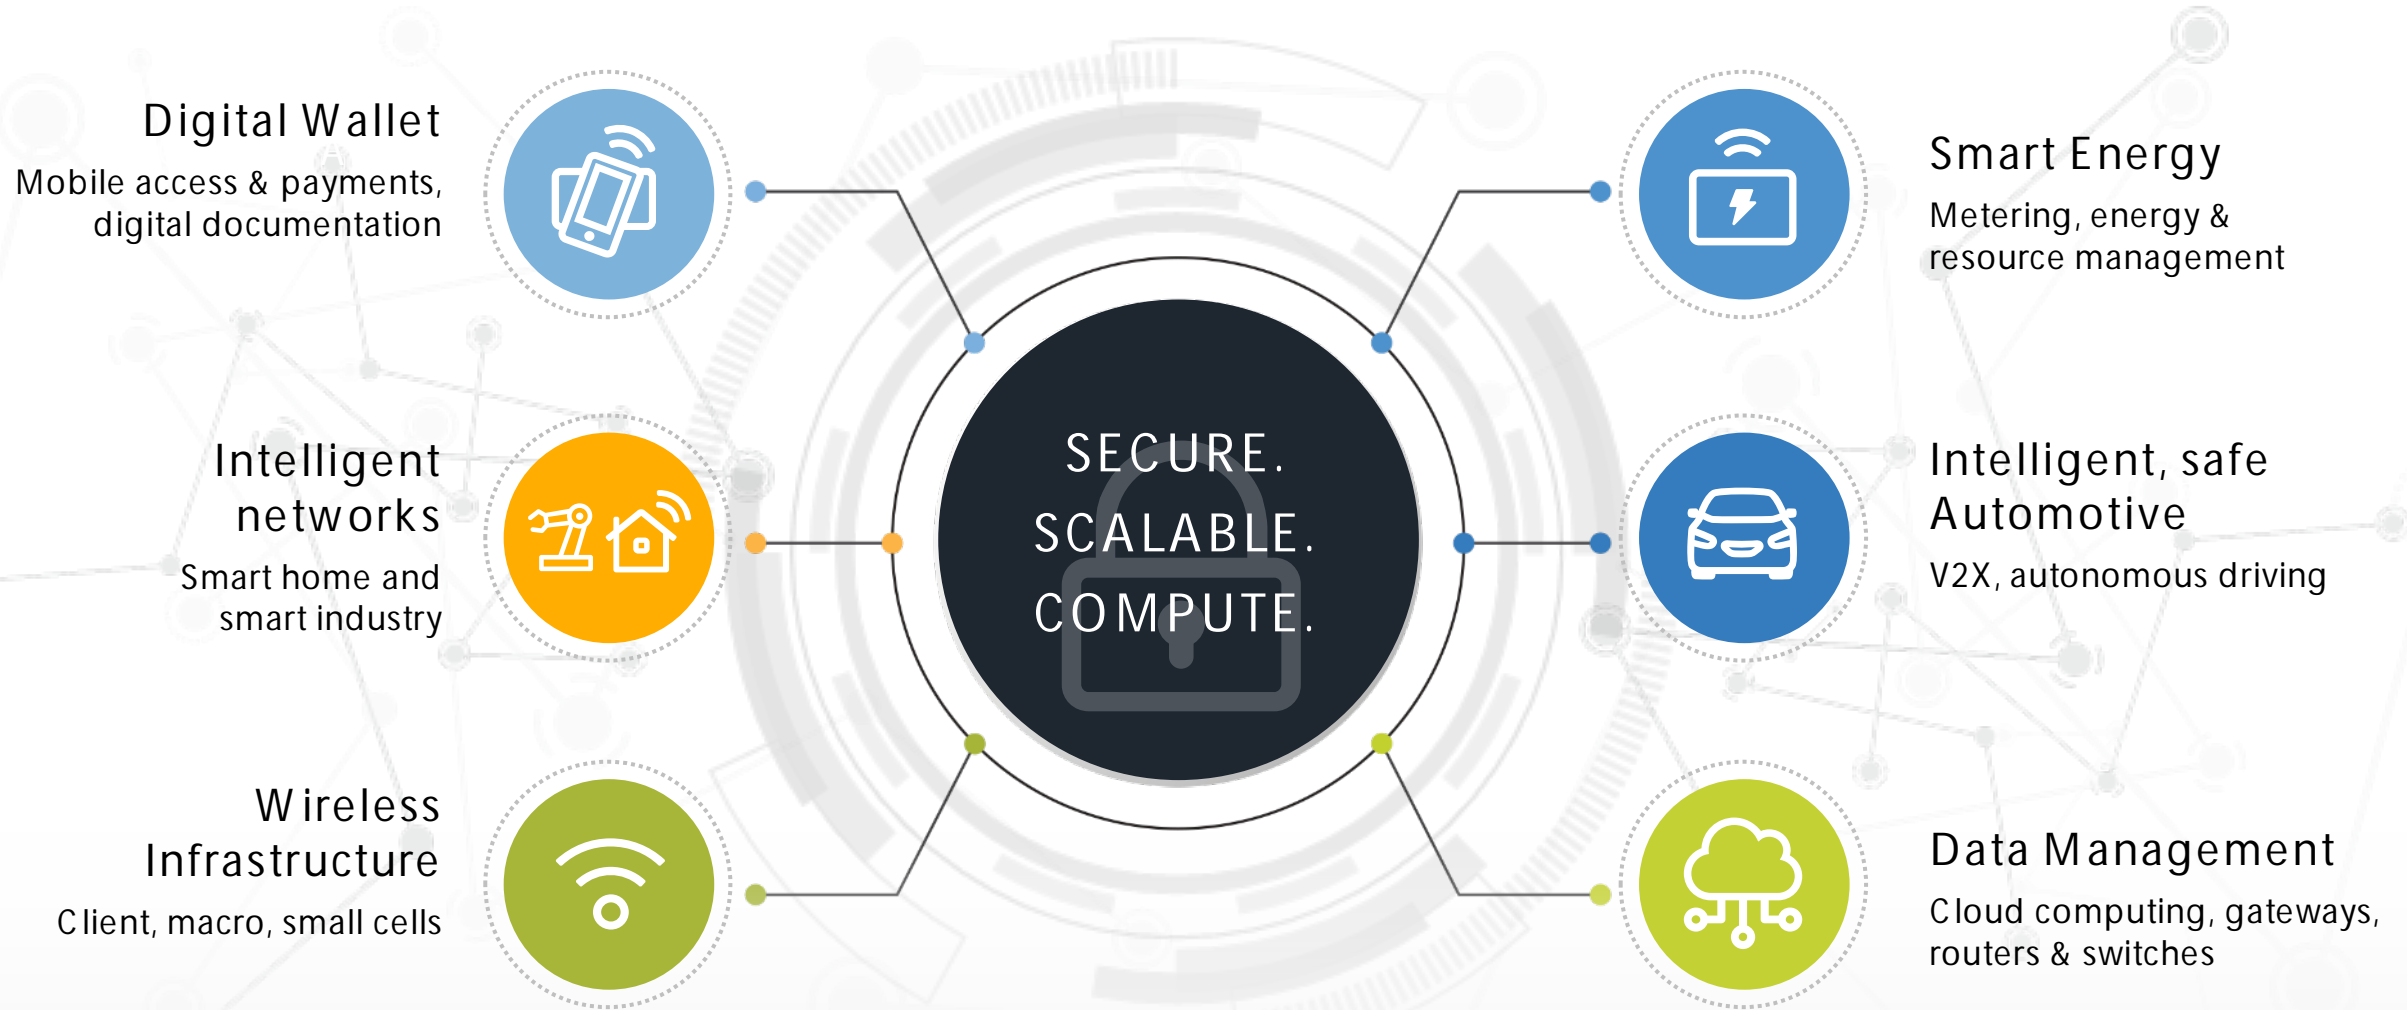 Digital Wallet
Mobile access & payments,
digital documentation
Intelligent
networks
Smart home and
smart industry
Wireless
Infrastructure
Client, macro, small cells
SECURE.
SCALABLE.
COMPUTE.
Smart Energy
Metering, energy &
resource management
Intelligent, safe
Automotive
V2X, autonomous driving
Data Management
Cloud computing, gateways,
routers & switches